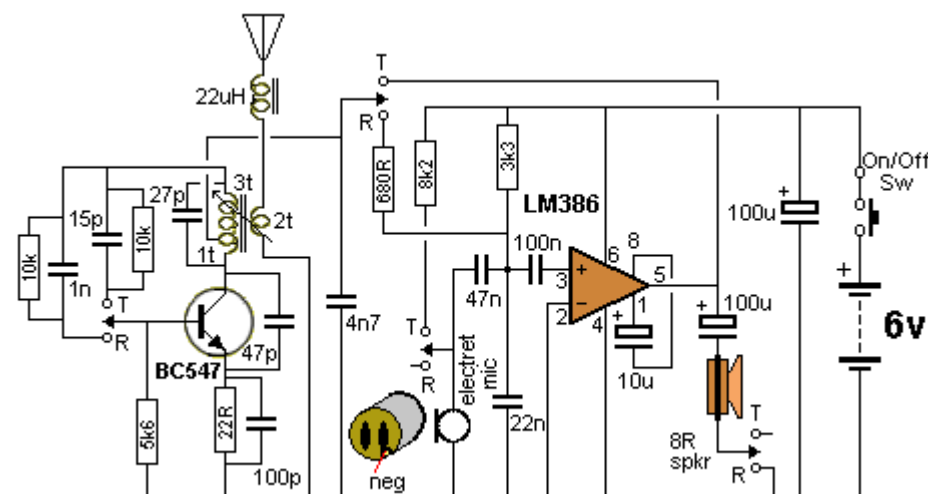 T
22uH
R
680R
8k2
3k3
On/Off
Sw
27p
3t
LM386
15p
10k
2t
100n
8
100u
10k
1n
1t
6
3
5
47n
T
2
4
1
100u
6v
R
47p
4n7
T
BC547
R
electret
mic
10u
5k6
22R
22n
8R
spkr
T
R
100p
neg
+
+
+
+
+
−